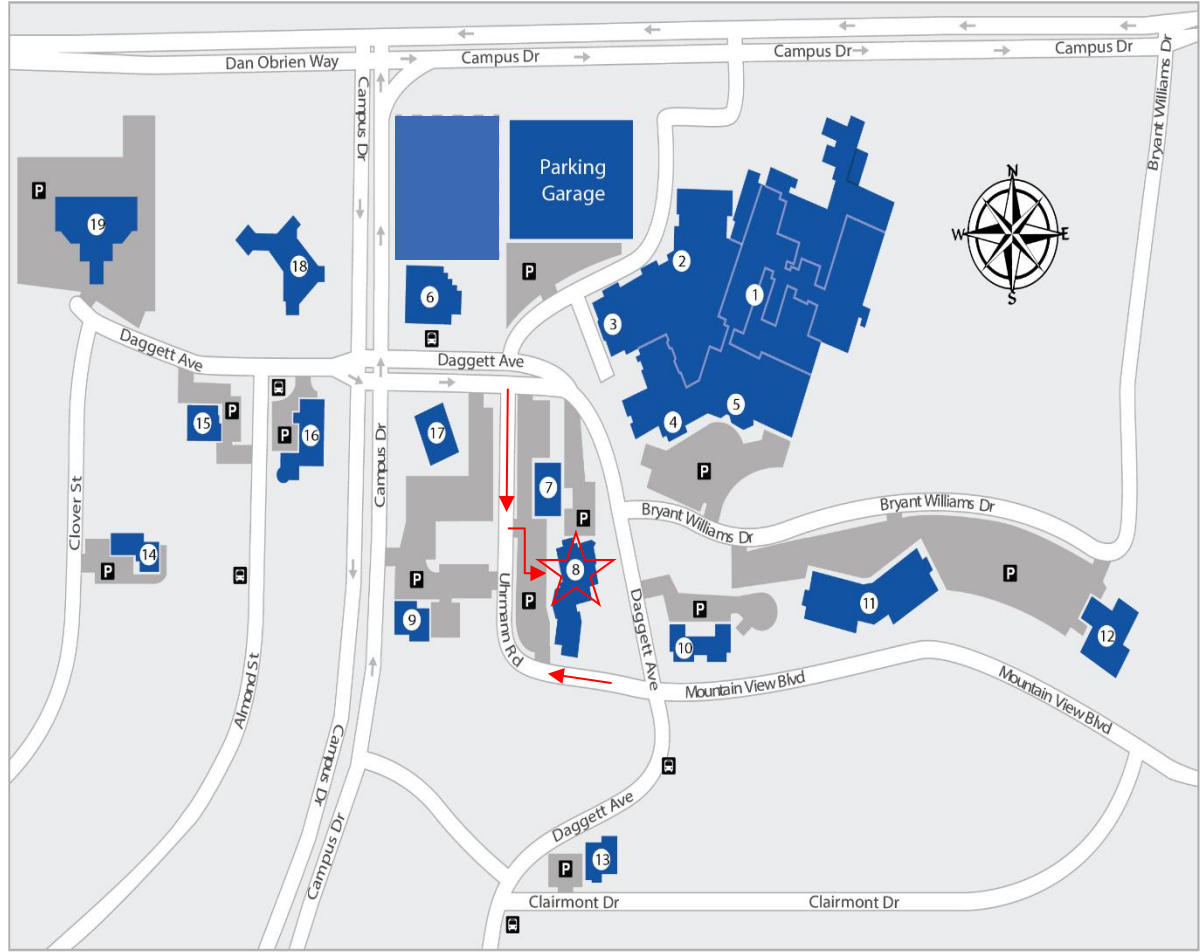 Campus Dr
Campus Dr
Campus Dr
Dan Obrien Way
Campus Dr
Bryant Williams Dr
Parking
Garage
P
N
W
E
S
19
18
2
1
6
3
P
P
Daggett Ave
Daggett Ave
5
4
15
P
16
P
17
Campus Dr
P
7
Clover St
Bryant Williams Dr
Bryant Williams Dr
P
14
P
8
P
P
11
9
Uhrmann Rd
P
P
10
12
Daggett Ave
Almond St
Mountain View Blvd
Mountain View Blvd
Campus Dr
Campus Dr
Daggett Ave
P
13
Clairmont Dr
Clairmont Dr